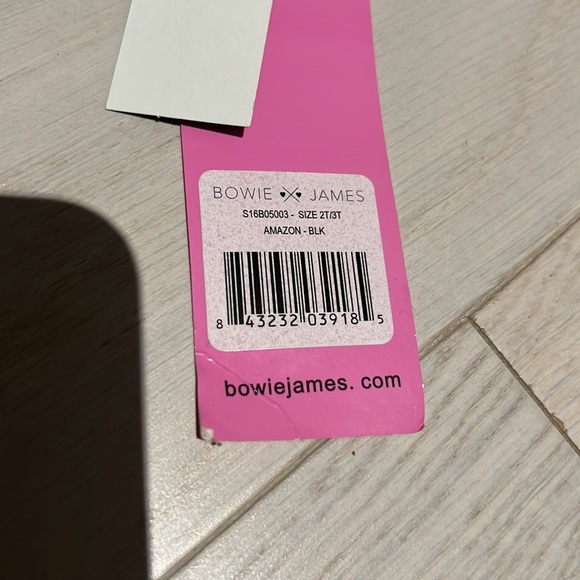 BOWIE JAMES
S16B05003 - SIZE 2T/3T
AMAZON - BLK
8 43232 03918 5
bowiejames. com